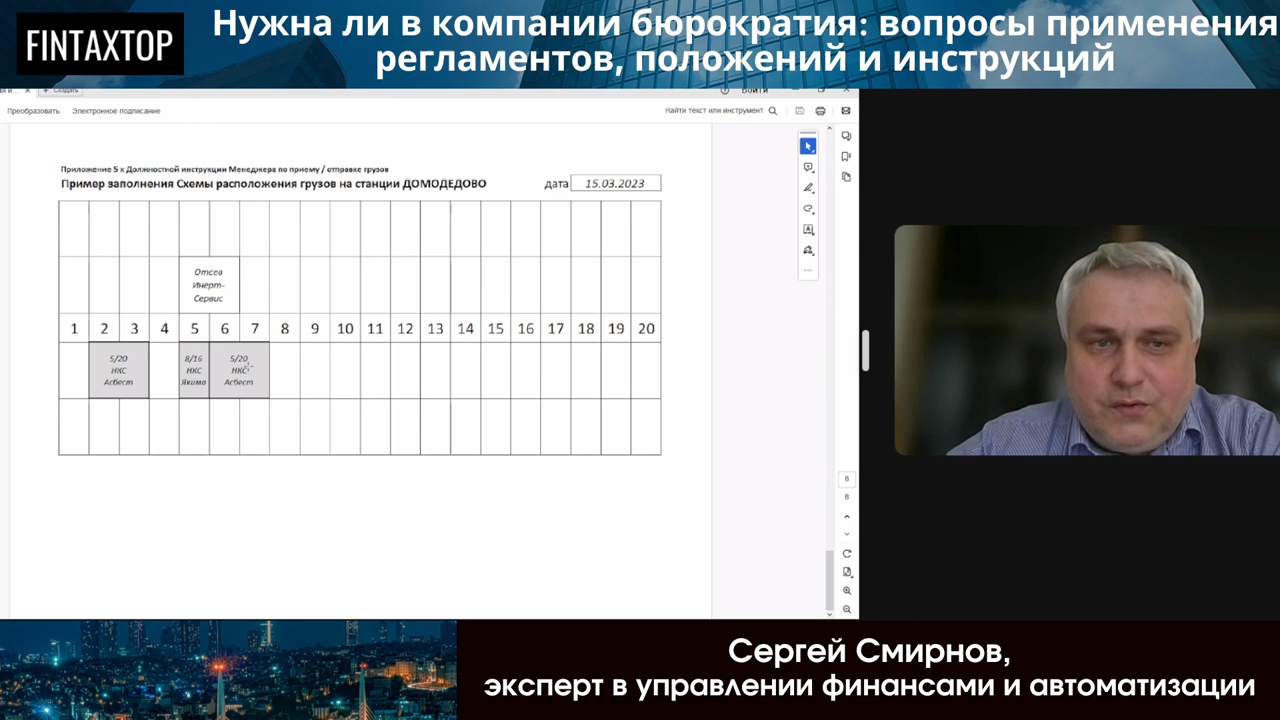 FINTAXTOP
Нужна ли в компании бюрократия: вопросы применения
регламентов, положений и инструкций
Создать
Войти
Преобразовать Электронное подписание
Найти текст или инструмент
Приложение 5 к Должностной инструкции Менеджера по приему / отправке грузов
Пример заполнения Схемы расположения грузов на станции ДОМОДЕДОВО
дата 15.03.2023
Отсев
Инерт-
Сервис
1 2 3 4 5 6 7 8 9 10 11 12 13 14 15 16 17 18 19 20
5/20
НКС
Асбест
8/16
НКС
Якима
5/20
НКС
Асбест
8
8
Сергей Смирнов,
эксперт в управлении финансами и автоматизации